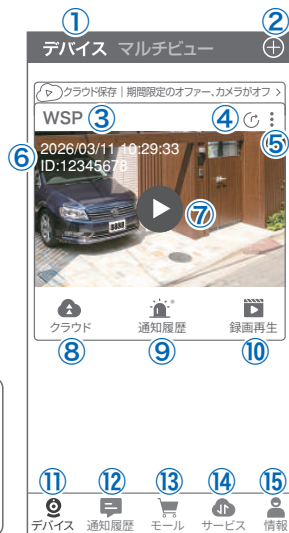 ① ②
デバイス マルチビュー
クラウド保存｜期間限定のオファー、カメラがオフ >
WSP ③ ④ ⑤
⑥ 2026/03/11 10:29:33
ID:12345678
⑦
クラウド 通知履歴 録画再生
⑧ ⑨ ⑩
⑪ ⑫ ⑬ ⑭ ⑮
デバイス 通知履歴 モール サービス 情報